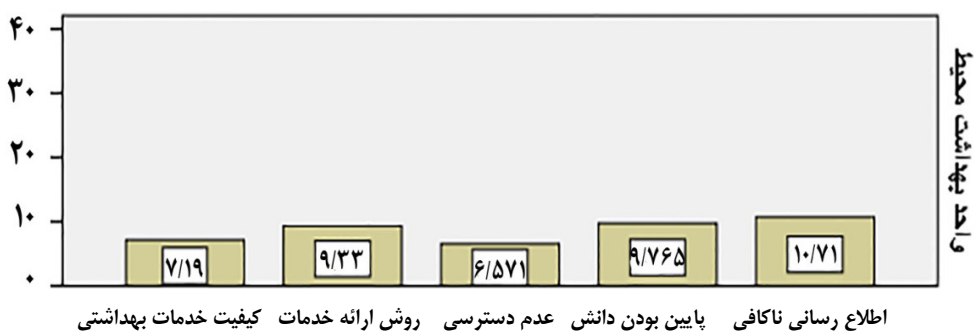 واحد بهداشت محیط
۴۰
۳۰
۲۰
۱۰
۰
۷/۱۹
۹/۳۳
۶/۵۷۱
۹/۷۶۵
۱۰/۷۱
کیفیت خدمات بهداشتی
روش ارائه خدمات
عدم دسترسی
پایین بودن دانش
اطلاع رسانی ناکافی